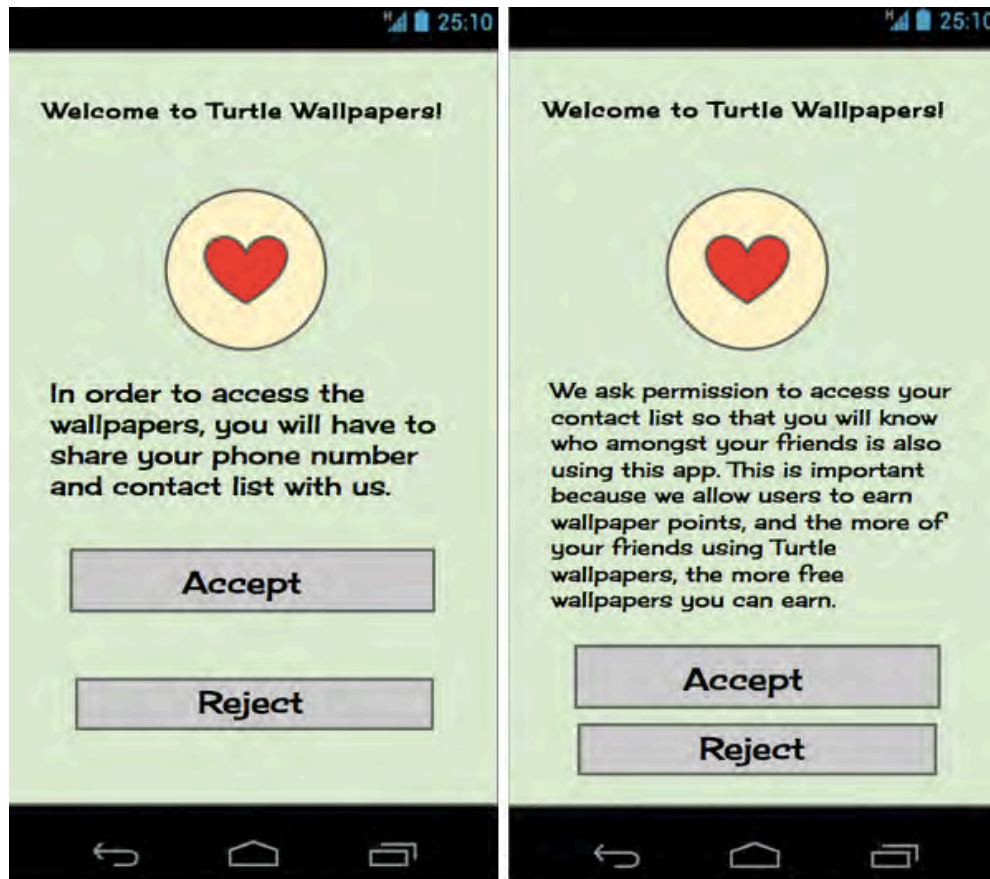 H 25:10
Welcome to Turtle Wallpapers!
In order to access the
wallpapers, you will have to
share your phone number
and contact list with us.
Accept
Reject
H 25:10
Welcome to Turtle Wallpapers!
We ask permission to access your
contact list so that you will know
who amongst your friends is also
using this app. This is important
because we allow users to earn
wallpaper points, and the more of
your friends using Turtle
wallpapers, the more free
wallpapers you can earn.
Accept
Reject